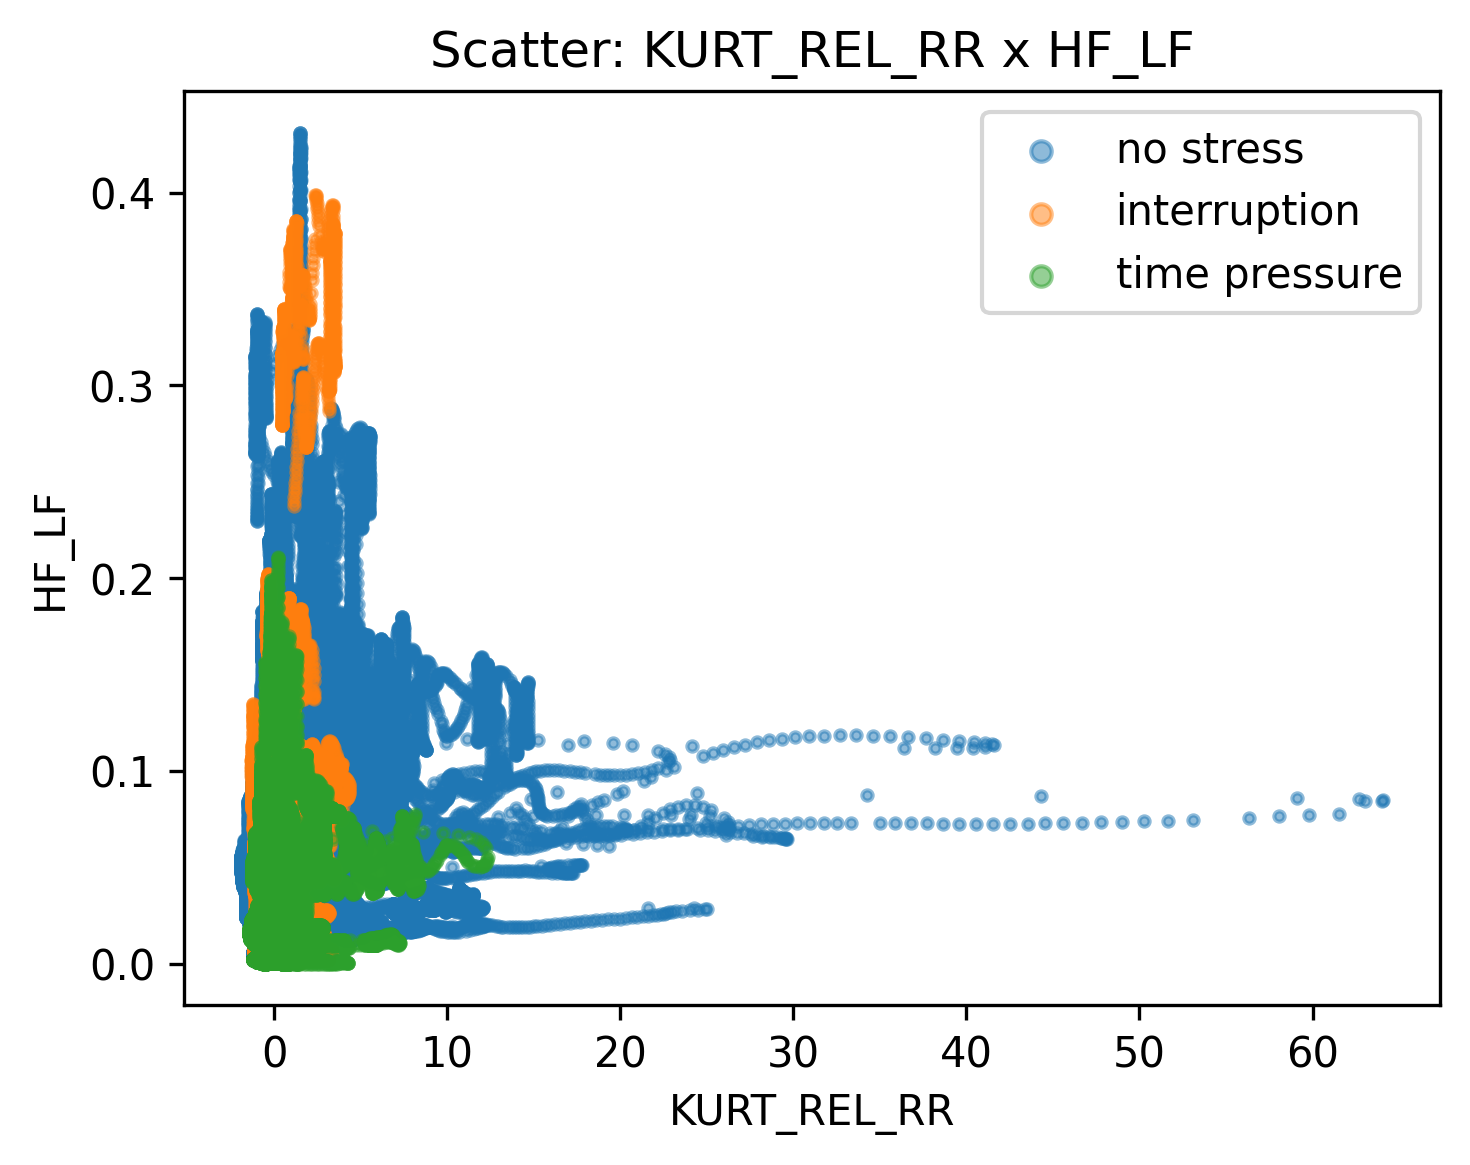 Scatter: KURT_REL_RR x HF_LF
no stress
interruption
time pressure
HF_LF
0.4
0.3
0.2
0.1
0.0
0 10 20 30 40 50 60
KURT_REL_RR